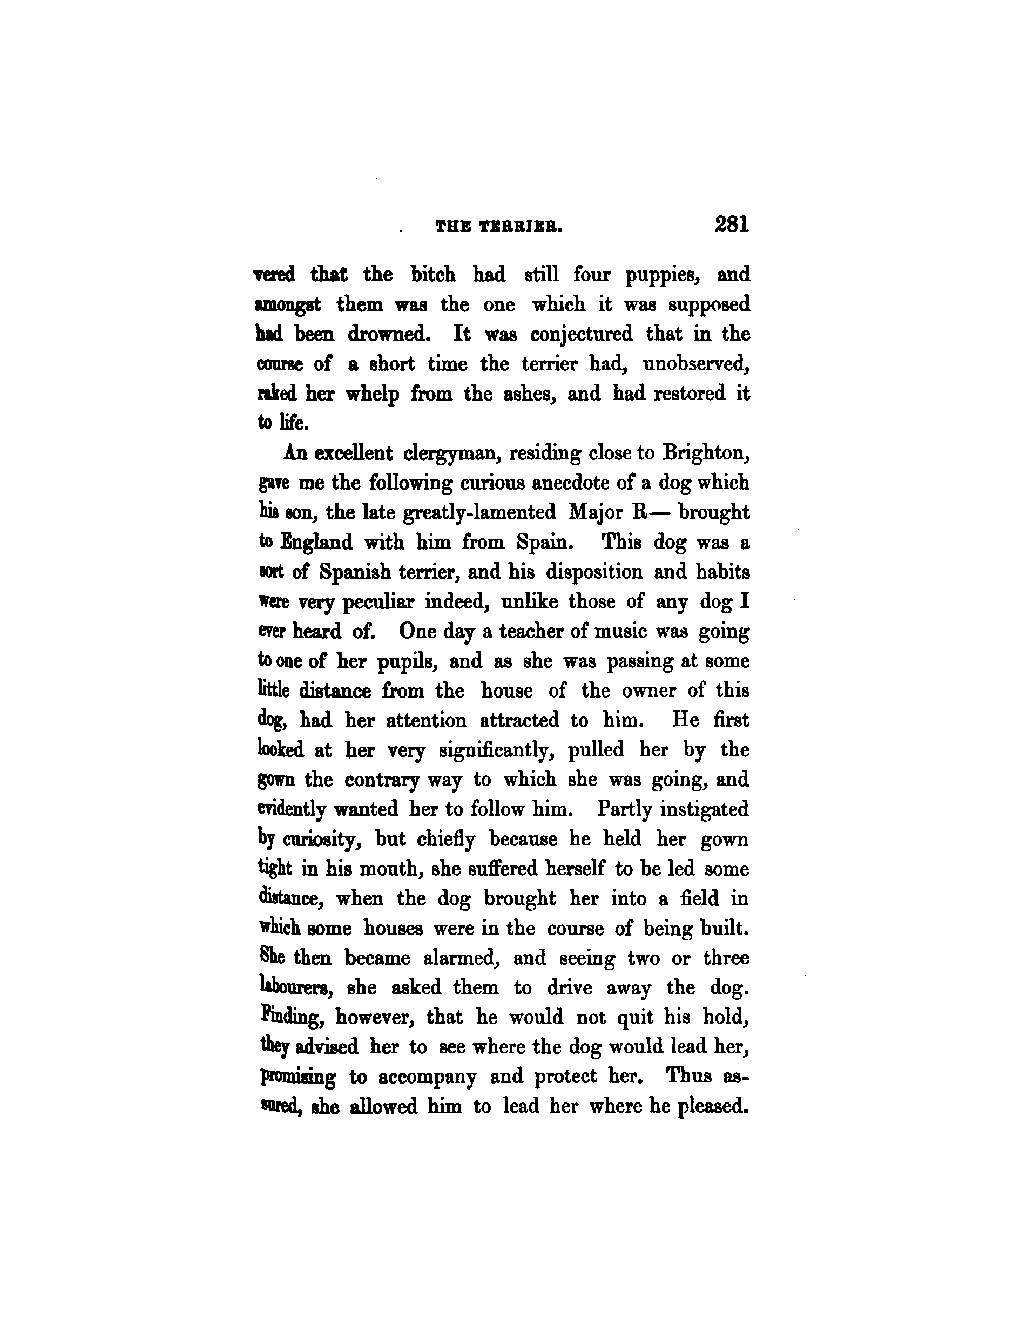 THE TERRIER. 281
vered that the bitch had still four puppies, and
amongst them was the one which it was supposed
had been drowned. It was conjectured that in the
course of a short time the terrier had, unobserved,
raked her whelp from the ashes, and had restored it
to life.
An excellent clergyman, residing close to Brighton,
gave me the following curious anecdote of a dog which
his son, the late greatly-lamented Major R— brought
to England with him from Spain. This dog was a
sort of Spanish terrier, and his disposition and habits
were very peculiar indeed, unlike those of any dog I
ever heard of. One day a teacher of music was going
to one of her pupils, and as she was passing at some
little distance from the house of the owner of this
dog, had her attention attracted to him. He first
looked at her very significantly, pulled her by the
gown the contrary way to which she was going, and
evidently wanted her to follow him. Partly instigated
by curiosity, but chiefly because he held her gown
tight in his mouth, she suffered herself to be led some
distance, when the dog brought her into a field in
which some houses were in the course of being built.
She then became alarmed, and seeing two or three
labourers, she asked them to drive away the dog.
Finding, however, that he would not quit his hold,
they advised her to see where the dog would lead her,
promising to accompany and protect her. Thus as-
sured, she allowed him to lead her where he pleased.